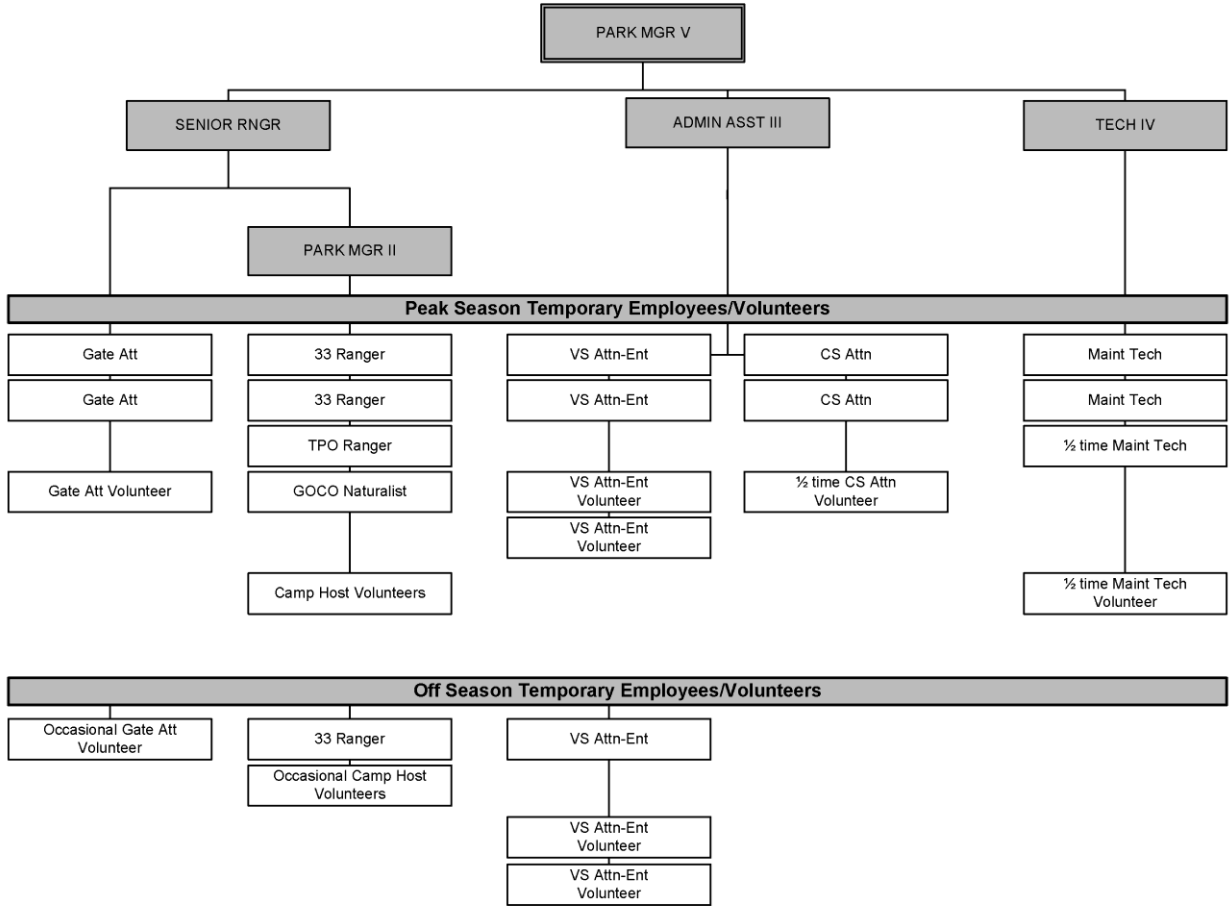 PARK MGR V
SENIOR RNGR
ADMIN ASST III
TECH IV
PARK MGR II
Peak Season Temporary Employees/Volunteers
Gate Att
33 Ranger
VS Attn-Ent
CS Attn
Maint Tech
Gate Att
33 Ranger
VS Attn-Ent
CS Attn
Maint Tech
TPO Ranger
½ time Maint Tech
Gate Att Volunteer
GOCO Naturalist
VS Attn-Ent
Volunteer
½ time CS Attn
Volunteer
VS Attn-Ent
Volunteer
Camp Host Volunteers
½ time Maint Tech
Volunteer
Off Season Temporary Employees/Volunteers
Occasional Gate Att
Volunteer
33 Ranger
VS Attn-Ent
Occasional Camp Host
Volunteers
VS Attn-Ent
Volunteer
VS Attn-Ent
Volunteer